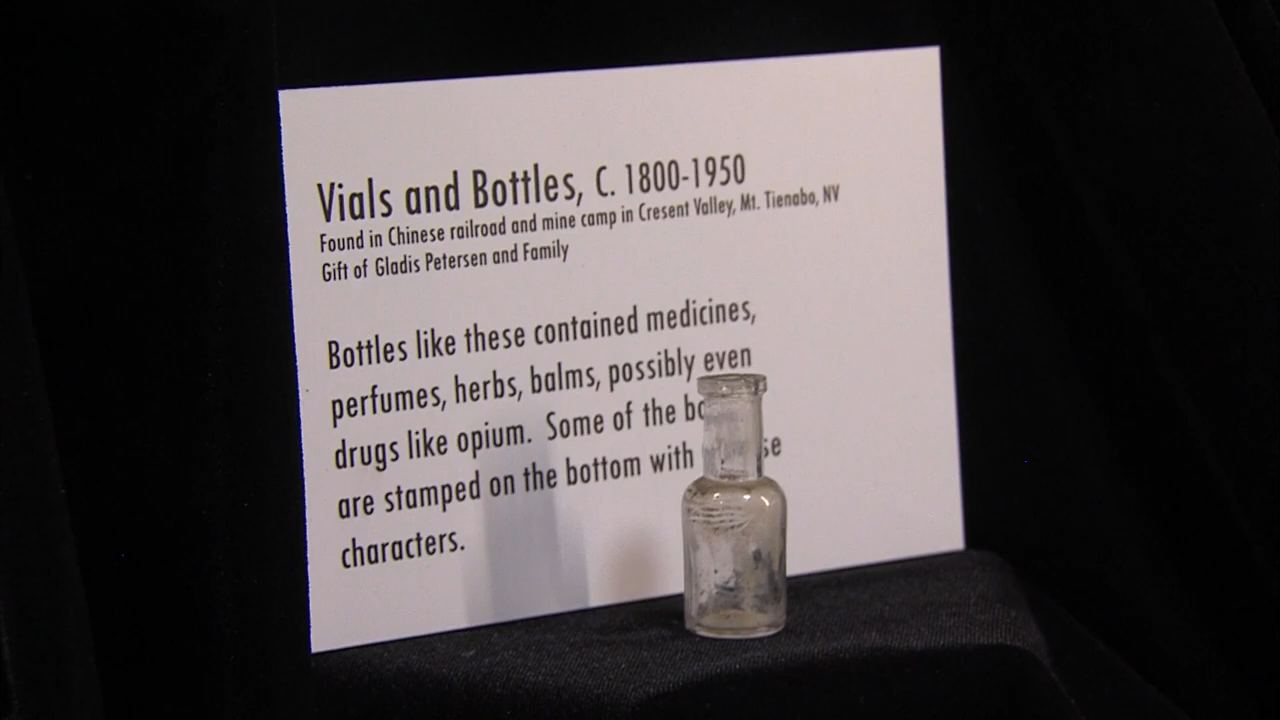 Vials and Bottles, C. 1800-1950
Found in Chinese railroad and mine camp in Cresent Valley, Mt. Tienabo, NV
Gift of Gladis Petersen and Family
Bottles like these contained medicines,
perfumes, herbs, balms, possibly even
drugs like opium. Some of the
are stamped on the bottom with
characters.